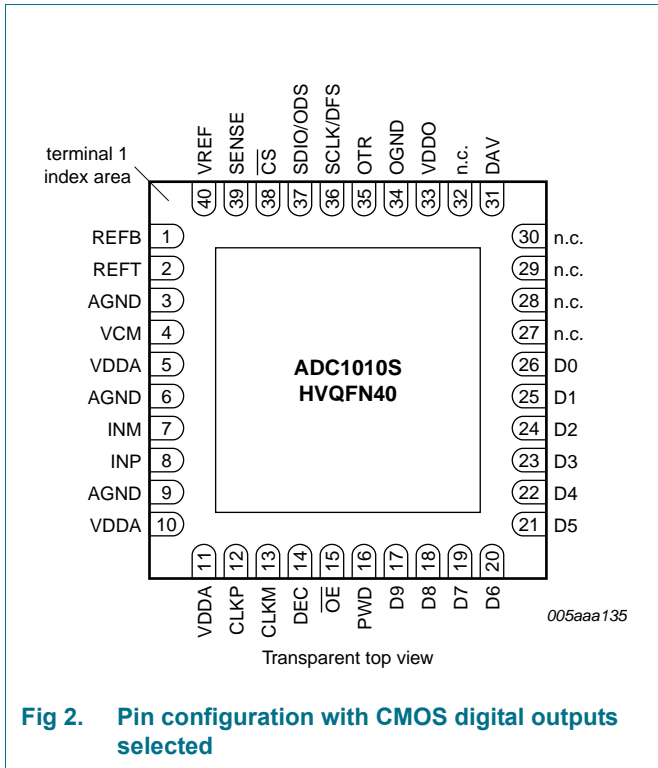 terminal 1
index area
VREF
SENSE
C̅S̅
SDIO/ODS
SCLK/DFS
OTR
OGND
VDDO
n.c.
DAV
40 39 38 37 36 35 34 33 32 31
REFB 1
REFT 2
AGND 3
VCM 4
VDDA 5
AGND 6
INM 7
INP 8
AGND 9
VDDA 10
ADC1010S
HVQFN40
30 n.c.
29 n.c.
28 n.c.
27 n.c.
26 D0
25 D1
24 D2
23 D3
22 D4
21 D5
11 12 13 14 15 16 17 18 19 20
VDDA
CLKP
CLKM
DEC
O̅E̅
PWD
D9
D8
D7
D6
005aaa135
Transparent top view
Fig 2. Pin configuration with CMOS digital outputs
selected